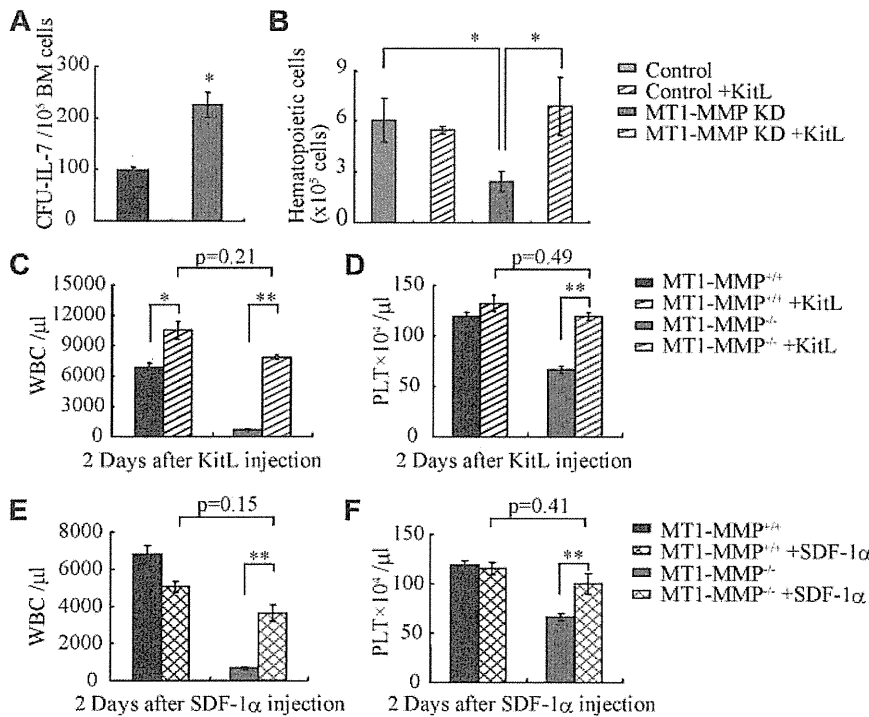 A
CFU-IL-7 /10⁵ BM cells
300
200
100
0
*
B
Hematopoietic cells
(x10⁵ cells)
9
6
3
0
* *
Control
Control +KitL
MT1-MMP KD
MT1-MMP KD +KitL
C
WBC /μl
15000
12000
9000
6000
3000
0
p=0.21
* **
2 Days after KitL injection
D
PLT×10⁴ /μl
150
100
50
0
p=0.49
**
2 Days after KitL injection
MT1-MMP⁺/⁺
MT1-MMP⁺/⁺ +KitL
MT1-MMP⁻/⁻
MT1-MMP⁻/⁻ +KitL
E
WBC /μl
8000
6000
4000
2000
0
p=0.15
**
2 Days after SDF-1α injection
F
PLT×10⁴ /μl
150
100
50
0
p=0.41
**
2 Days after SDF-1α injection
MT1-MMP⁺/⁺
MT1-MMP⁺/⁺ +SDF-1α
MT1-MMP⁻/⁻
MT1-MMP⁻/⁻ +SDF-1α